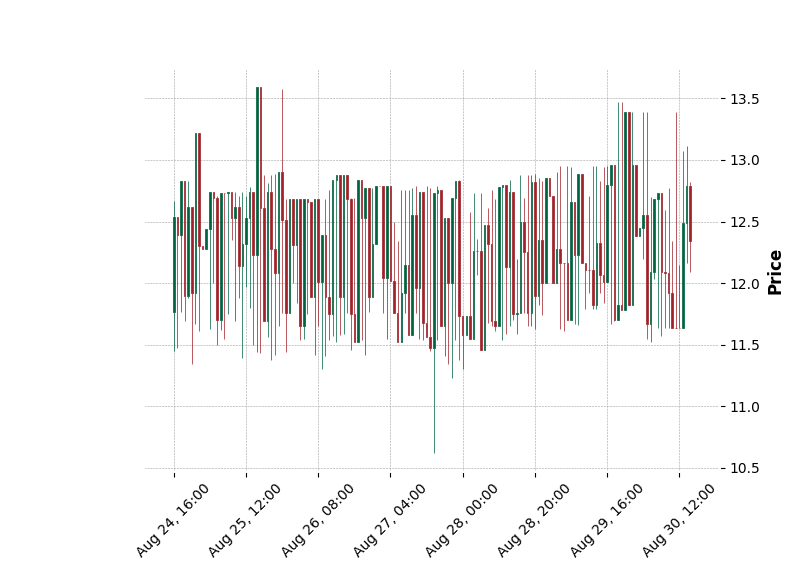 13.5
13.0
12.5
12.0
11.5
11.0
10.5
Price
Aug 24, 16:00
Aug 25, 12:00
Aug 26, 08:00
Aug 27, 04:00
Aug 28, 00:00
Aug 28, 20:00
Aug 29, 16:00
Aug 30, 12:00